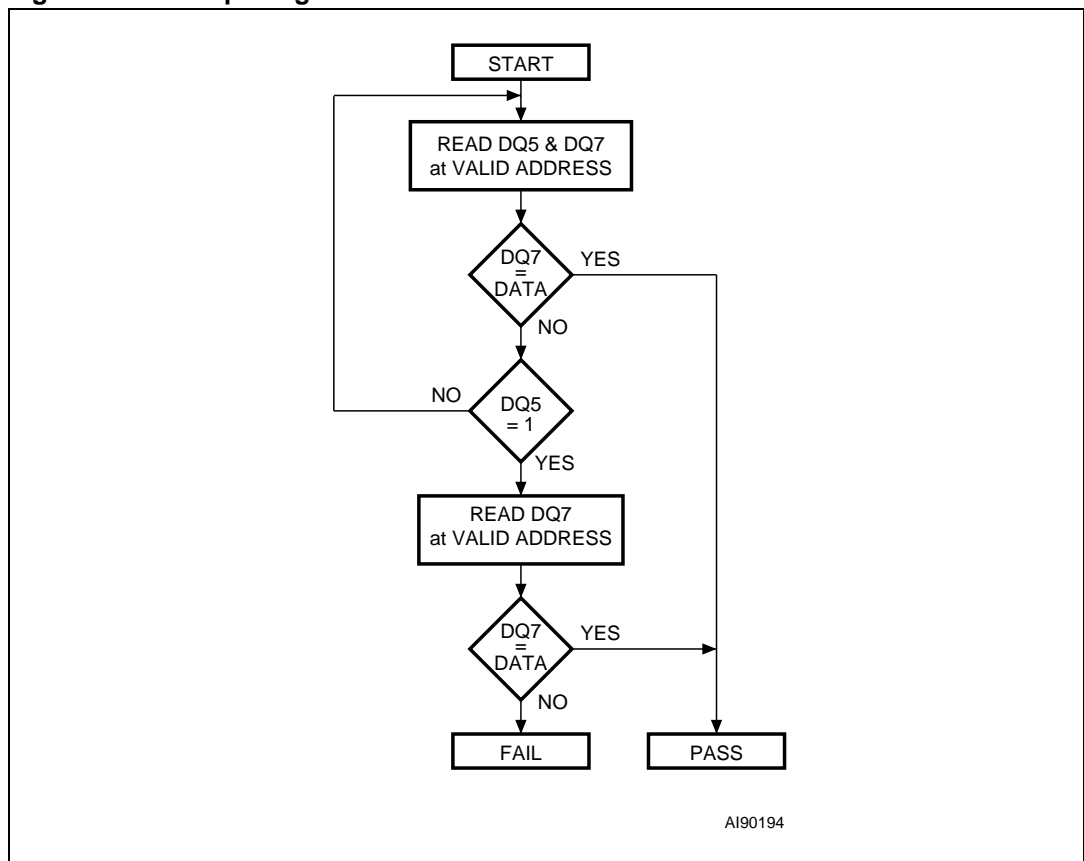 START
READ DQ5 & DQ7
at VALID ADDRESS
DQ7
=
DATA
YES
NO
DQ5
= 1
NO
YES
READ DQ7
at VALID ADDRESS
DQ7
=
DATA
YES
NO
FAIL
PASS
AI90194